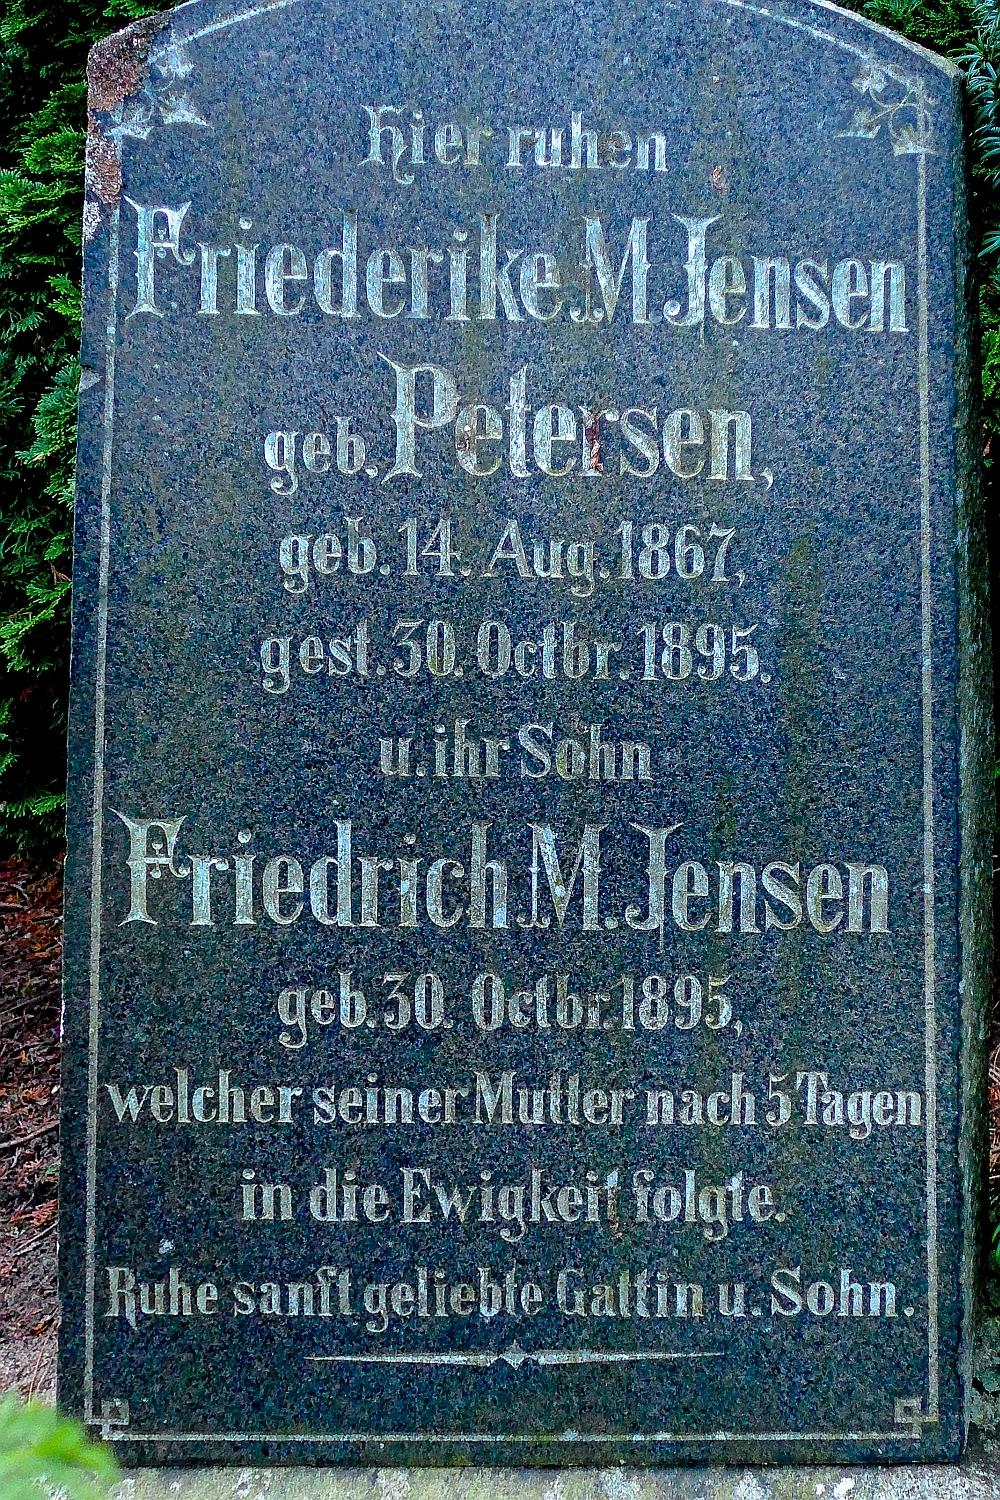 Hier ruhen
Friederike M Jensen
geb. Petersen,
geb. 14. Aug. 1867,
gest. 30. Octbr. 1895.
u. ihr Sohn
Friedrich M. Jensen
geb. 30. Octbr. 1895,
welcher seiner Mutter nach 5 Tagen
in die Ewigkeit folgte.
Ruhe sanft geliebte Gattin u. Sohn.